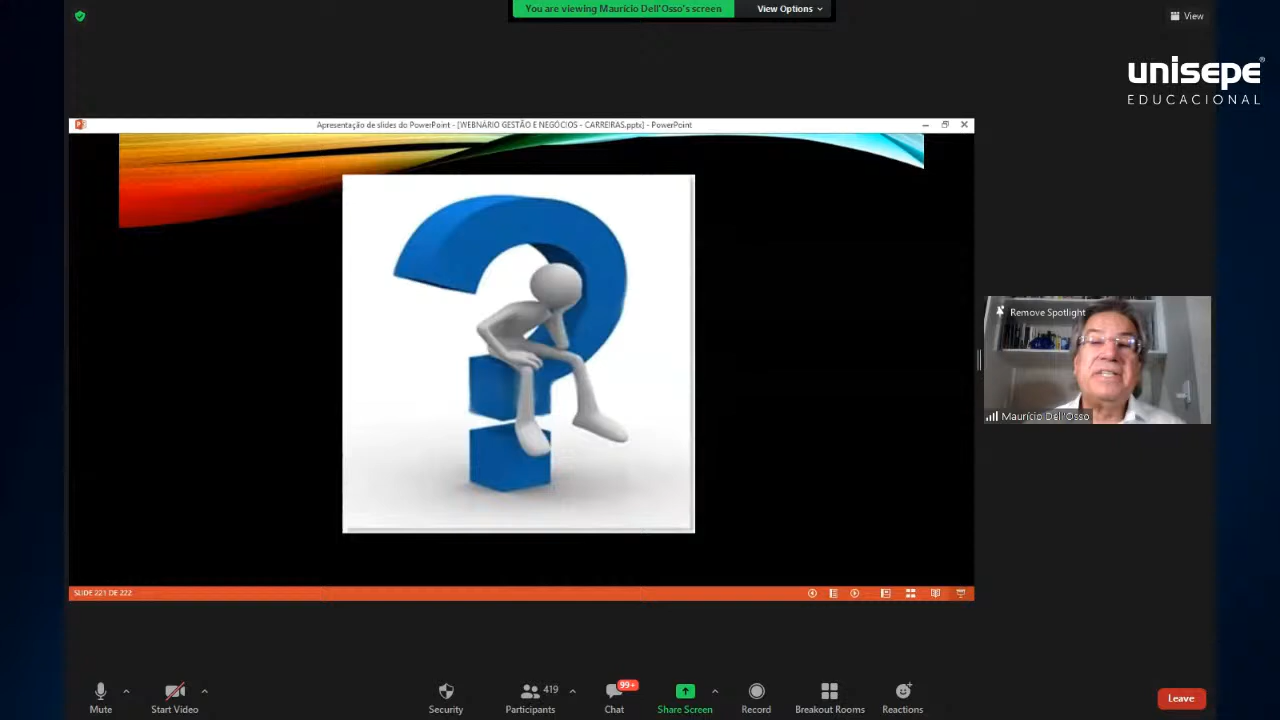 You are viewing Maurício Dell'Osso's screen
View Options
View
unisepe
EDUCACIONAL
Apresentação de slides do PowerPoint - [WEBNÁRIO GESTÃO E NEGÓCIOS - CARREIRAS.pptx] - PowerPoint
Remove Spotlight
Maurício Dell'Osso
SLIDE 221 DE 222
Mute
Start Video
Security
419
Participants
99+
Chat
Share Screen
Record
Breakout Rooms
Reactions
Leave